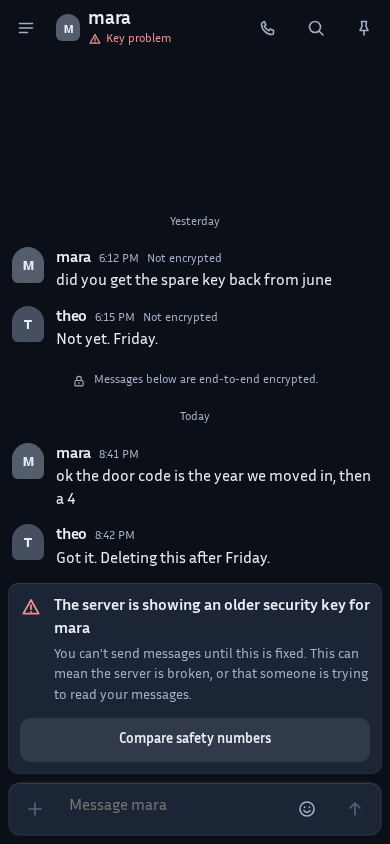 M
mara
Key problem
Yesterday
M
mara 6:12 PM Not encrypted
did you get the spare key back from june
T
theo 6:15 PM Not encrypted
Not yet. Friday.
Messages below are end-to-end encrypted.
Today
M
mara 8:41 PM
ok the door code is the year we moved in, then
a 4
T
theo 8:42 PM
Got it. Deleting this after Friday.
The server is showing an older security key for
mara
You can't send messages until this is fixed. This can
mean the server is broken, or that someone is trying
to read your messages.
Compare safety numbers
Message mara